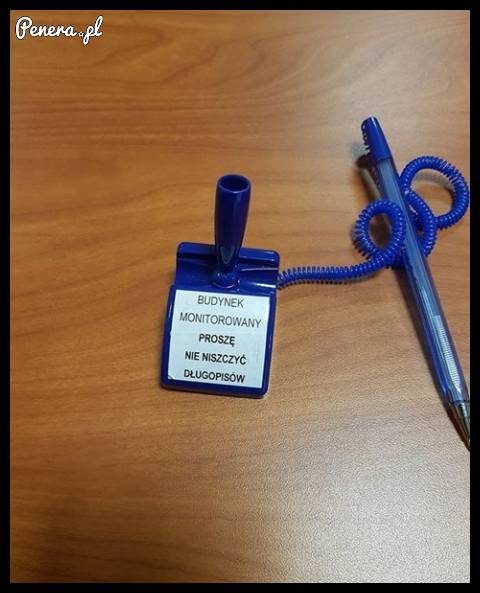 Penera.pl
BUDYNEK
MONITOROWANY
PROSZĘ
NIE NISZCZYĆ
DŁUGOPISÓW